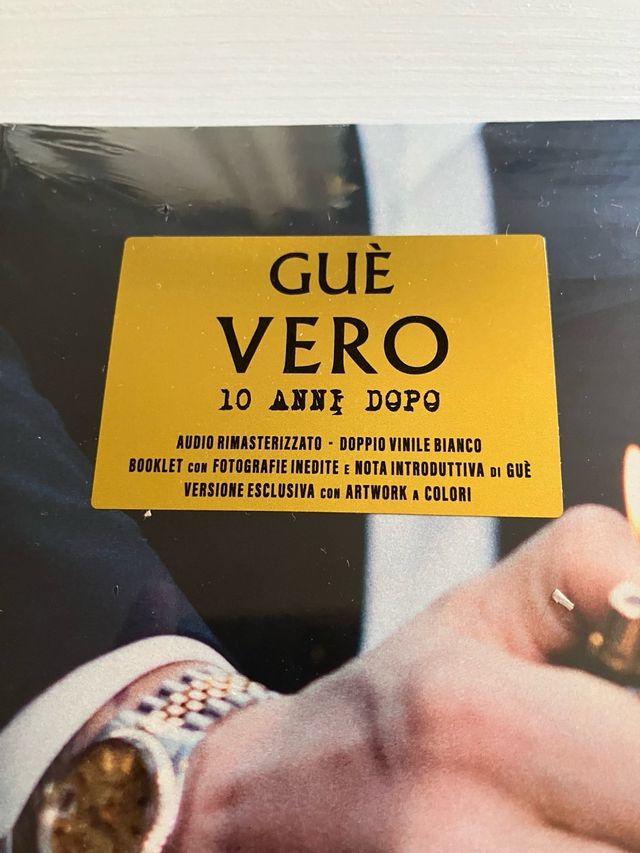 GUÈ
VERO
10 ANNI DOPO
AUDIO RIMASTERIZZATO - DOPPIO VINILE BIANCO
BOOKLET CON FOTOGRAFIE INEDITE E NOTA INTRODUTTIVA DI GUÈ
VERSIONE ESCLUSIVA CON ARTWORK A COLORI